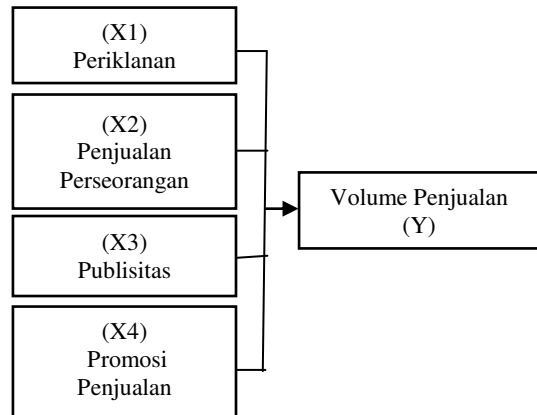 (X1)
Periklanan
(X2)
Penjualan
Perseorangan
(X3)
Publisitas
(X4)
Promosi
Penjualan
Volume Penjualan
(Y)